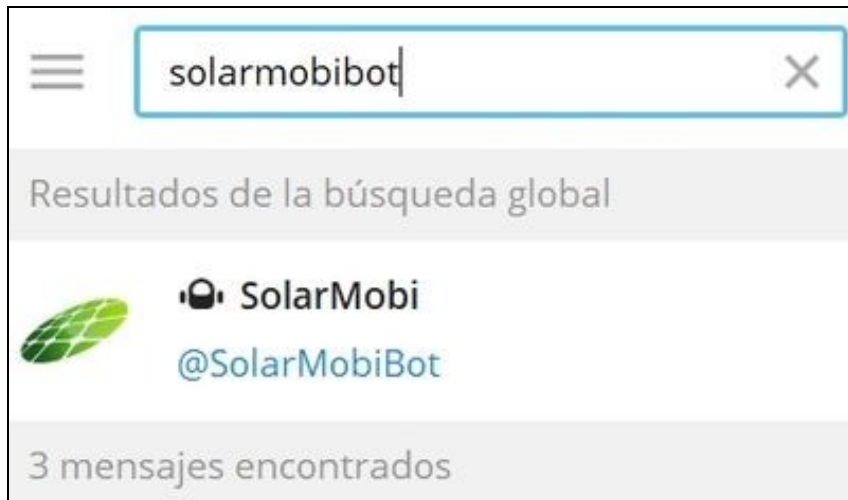 solarmobibot
Resultados de la búsqueda global
SolarMobi
@SolarMobiBot
3 mensajes encontrados